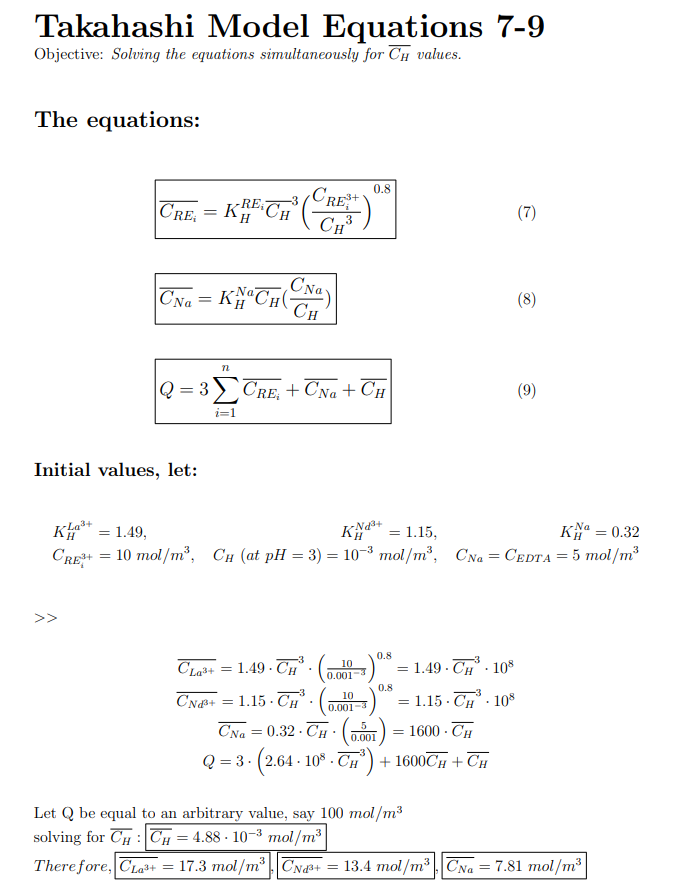 Takahashi Model Equations 7-9
Objective: Solving the equations simultaneously for $\overline{C_H}$ values.
The equations:
$\overline{C_{RE_i}} = K_H^{RE_i} \overline{C_H}^3 \left( \frac{C_{RE_i^{3+}}}{C_H{}^3} \right)^{0.8}$ (7)
$\overline{C_{Na}} = K_H^{Na} \overline{C_H} ( \frac{C_{Na}}{C_H} )$ (8)
$Q = 3 \sum_{i=1}^{n} \overline{C_{RE_i}} + \overline{C_{Na}} + \overline{C_H}$ (9)
Initial values, let:
$K_H^{La^{3+}} = 1.49,$ $K_H^{Nd^{3+}} = 1.15,$ $K_H^{Na} = 0.32$
$C_{RE_i^{3+}} = 10 \ mol/m^3,$ $C_H \ (at \ pH = 3) = 10^{-3} \ mol/m^3,$ $C_{Na} = C_{EDTA} = 5 \ mol/m^3$
>>
$\overline{C_{La^{3+}}} = 1.49 \cdot \overline{C_H}^3 \cdot \left( \frac{10}{0.001^{-3}} \right)^{0.8} = 1.49 \cdot \overline{C_H}^3 \cdot 10^8$
$\overline{C_{Nd^{3+}}} = 1.15 \cdot \overline{C_H}^3 \cdot \left( \frac{10}{0.001^{-3}} \right)^{0.8} = 1.15 \cdot \overline{C_H}^3 \cdot 10^8$
$\overline{C_{Na}} = 0.32 \cdot \overline{C_H} \cdot \left( \frac{5}{0.001} \right) = 1600 \cdot \overline{C_H}$
$Q = 3 \cdot \left( 2.64 \cdot 10^8 \cdot \overline{C_H}^3 \right) + 1600\overline{C_H} + \overline{C_H}$
Let Q be equal to an arbitrary value, say 100 $mol/m^3$
solving for $\overline{C_H}$ : $\overline{C_H} = 4.88 \cdot 10^{-3} \ mol/m^3$
Therefore, $\overline{C_{La^{3+}}} = 17.3 \ mol/m^3$, $\overline{C_{Nd^{3+}}} = 13.4 \ mol/m^3$, $\overline{C_{Na}} = 7.81 \ mol/m^3$